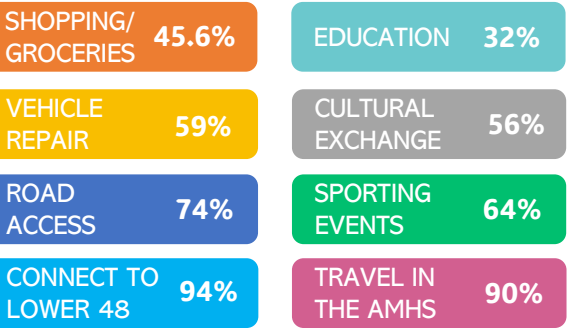 SHOPPING/
GROCERIES
45.6%
EDUCATION 32%
VEHICLE
REPAIR
59%
CULTURAL
EXCHANGE
56%
ROAD
ACCESS
74%
SPORTING
EVENTS
64%
CONNECT TO
LOWER 48
94%
TRAVEL IN
THE AMHS
90%